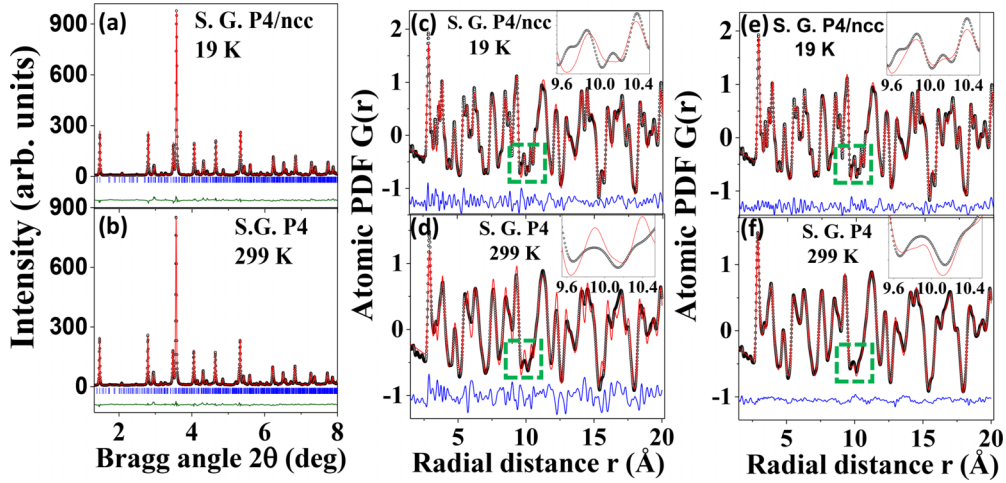 (a)
S. G. P4/ncc
19 K
900
600
300
0
(b)
S.G. P4
299 K
900
600
300
0
2
4
6
8
Intensity (arb. units)
Bragg angle 2θ (deg)
(c)
S. G. P4/ncc
19 K
9.6
10.0
10.4
2
1
0
-1
(d)
S. G. P4
299 K
9.6
10.0
10.4
1
0
-1
5
10
15
20
Atomic PDF G(r)
Radial distance r (Å)
(e)
S. G. P4/ncc
19 K
9.6
10.0
10.4
2
1
0
-1
(f)
S. G. P4
299 K
9.6
10.0
10.4
1
0
-1
5
10
15
20
Atomic PDF G(r)
Radial distance r (Å)